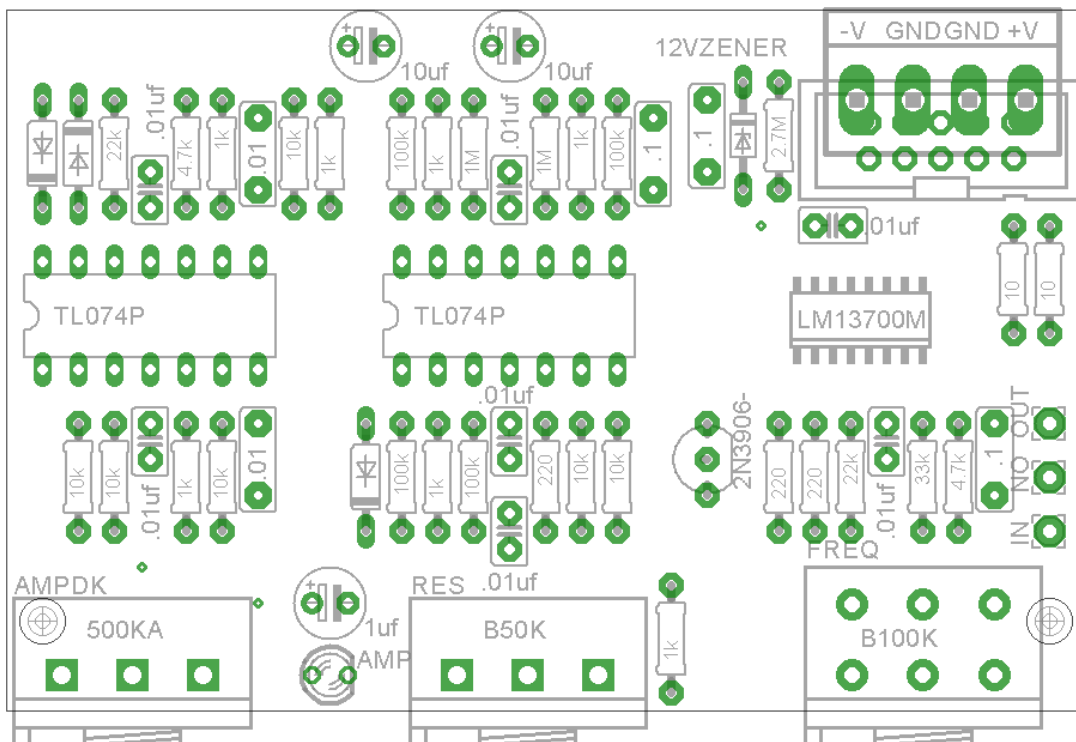 -V GND GND +V
12VZENER
10uf
10uf
.01uf
.01uf
22k
4.7k
1k
.01
10k
1k
100k
1k
1M
1M
1k
100k
.1
.1
2.7M
.01uf
TL074P
TL074P
LM13700M
10
10
.01uf
OUT
NO
IN
2N3906-
10k
10k
.01uf
1k
10k
.01
100k
1k
100k
220
10k
10k
.01uf
220
220
22k
.01uf
33k
4.7k
.1
FREQ
AMPDK
500KA
1uf
AMP
RES
B50K
1k
B100K